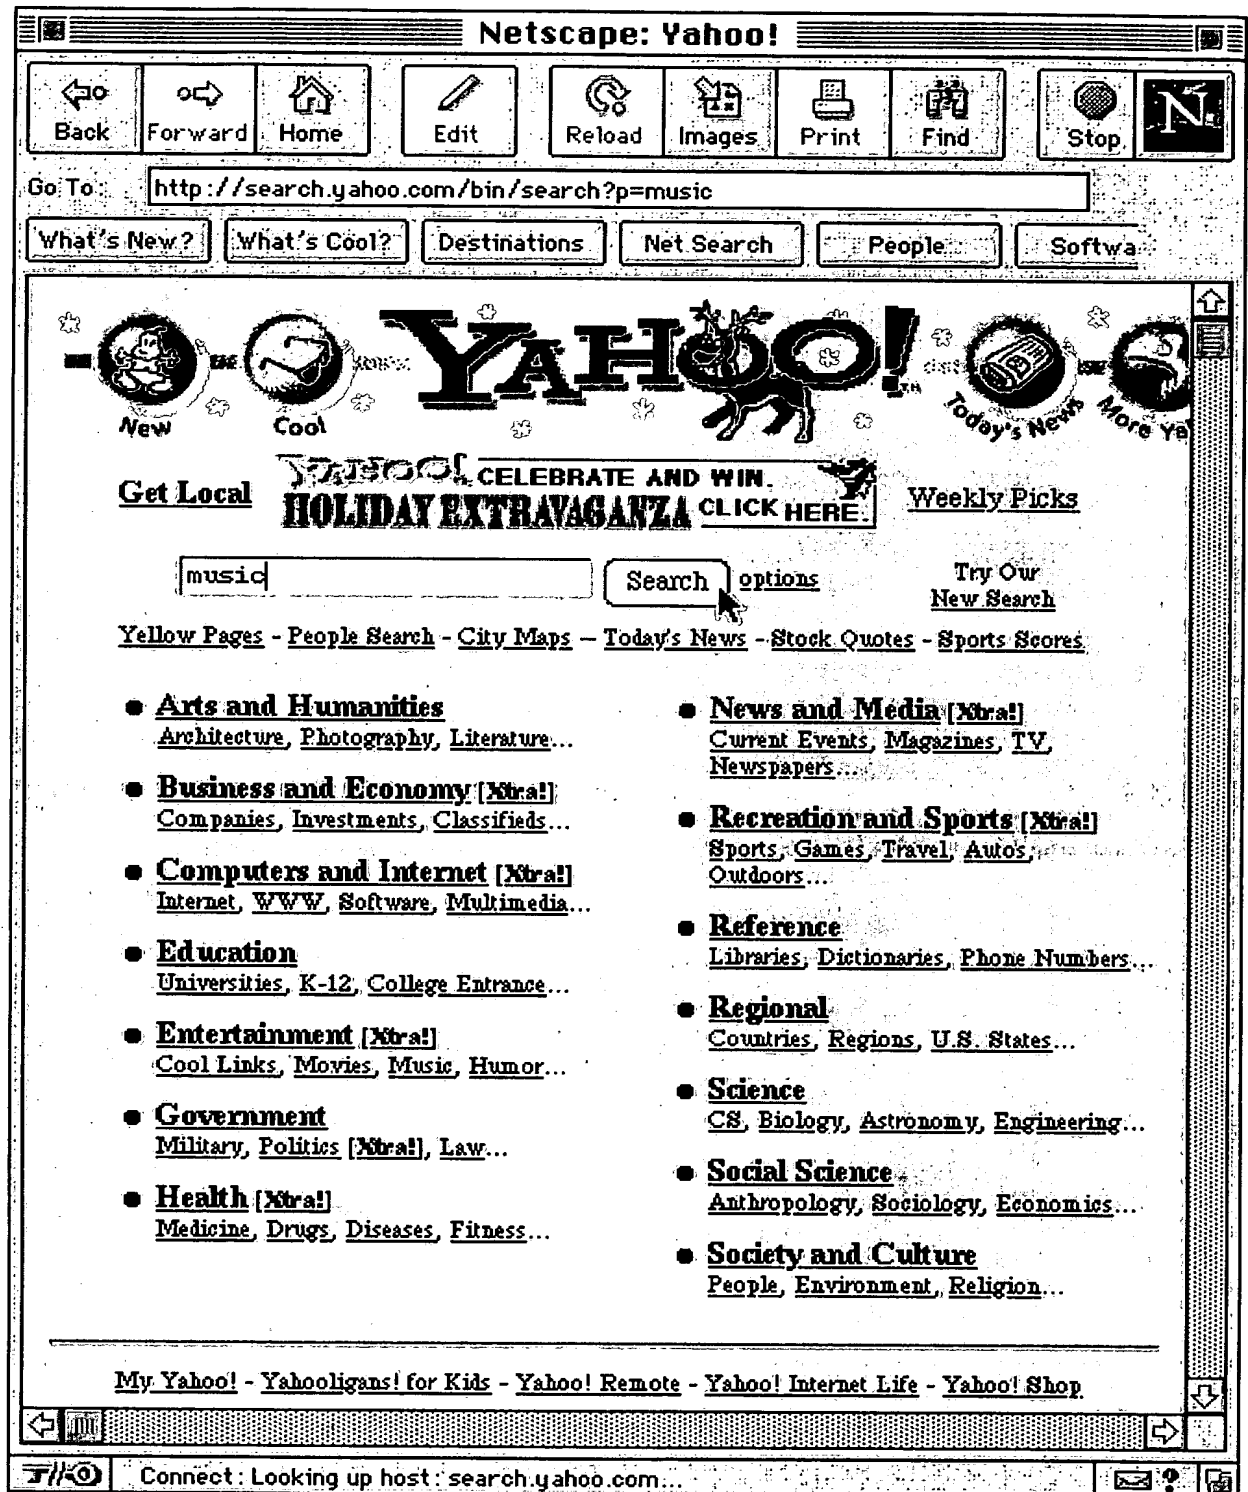 Netscape: Yahoo!
Back Forward Home Edit Reload Images Print Find Stop N
Go To: http://search.yahoo.com/bin/search?p=music
What's New? What's Cool? Destinations Net Search People Softwa
New Cool YAHOO! TM Today's News More Ya
Get Local
YAHOO! CELEBRATE AND WIN.
HOLIDAY EXTRAVAGANZA CLICK HERE.
Weekly Picks
music Search options
Try Our
New Search
Yellow Pages - People Search - City Maps -- Today's News - Stock Quotes - Sports Scores
Arts and Humanities
Architecture, Photography, Literature...
Business and Economy [Xtra!]
Companies, Investments, Classifieds...
Computers and Internet [Xtra!]
Internet, WWW, Software, Multimedia...
Education
Universities, K-12, College Entrance...
Entertainment [Xtra!]
Cool Links, Movies, Music, Humor...
Government
Military, Politics [Xtra!], Law...
Health [Xtra!]
Medicine, Drugs, Diseases, Fitness...
News and Media [Xtra!]
Current Events, Magazines, TV,
Newspapers...
Recreation and Sports [Xtra!]
Sports, Games, Travel, Autos,
Outdoors...
Reference
Libraries, Dictionaries, Phone Numbers...
Regional
Countries, Regions, U.S. States...
Science
CS, Biology, Astronomy, Engineering...
Social Science
Anthropology, Sociology, Economics...
Society and Culture
People, Environment, Religion...
My Yahoo! - Yahooligans! for Kids - Yahoo! Remote - Yahoo! Internet Life - Yahoo! Shop
Connect: Looking up host: search.yahoo.com...